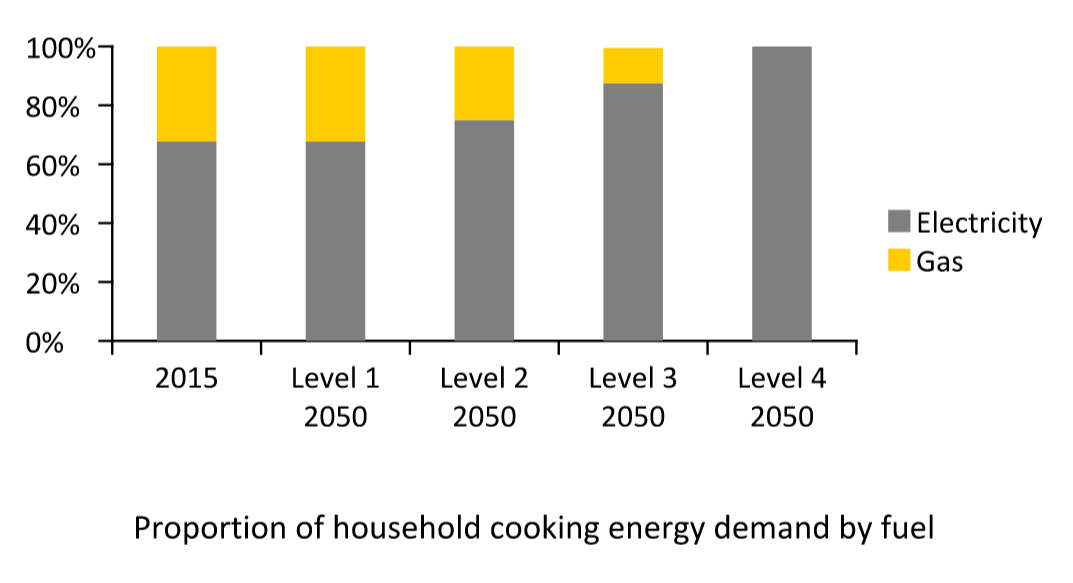 100%
80%
60%
40%
20%
0%
2015
Level 1
2050
Level 2
2050
Level 3
2050
Level 4
2050
Electricity
Gas
Proportion of household cooking energy demand by fuel